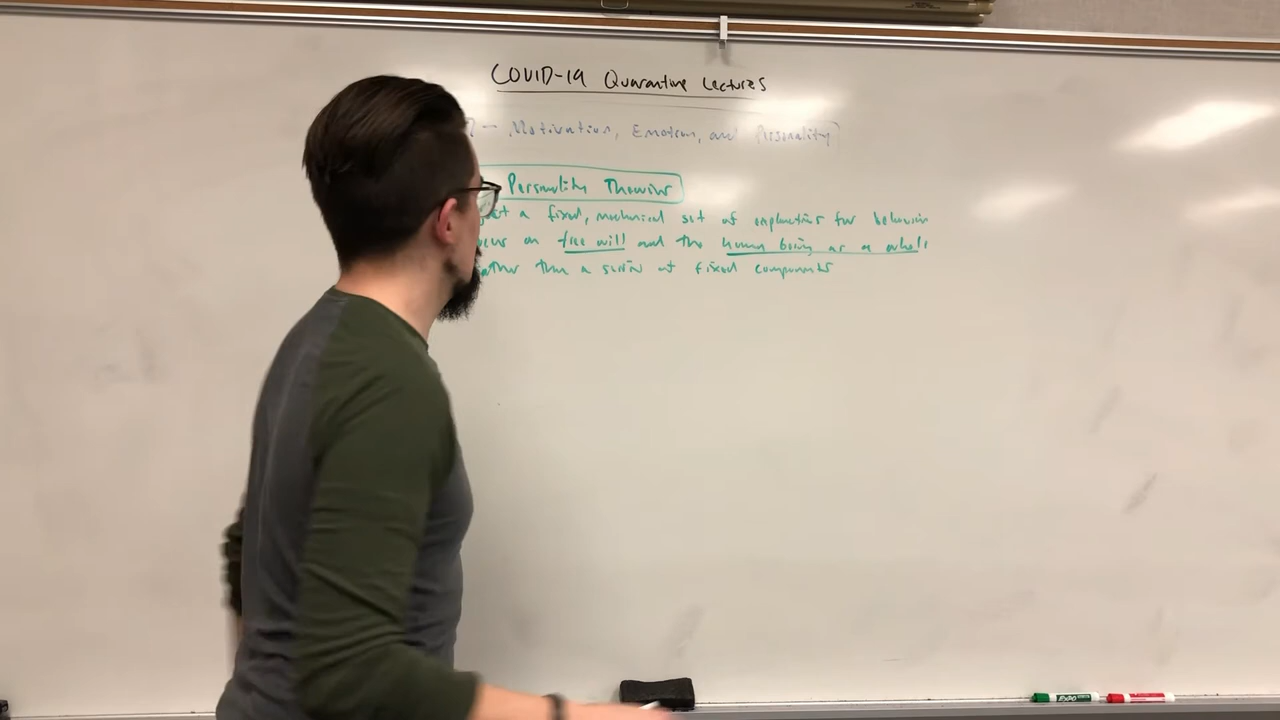 COVID-19 Quarantine Lectures
- Motivation, Emotion, and Personality
Personality Theories
a fixed, mechanical set of explanations for behavior
on free will and the human being as a whole
than a series of fixed components
EXPO